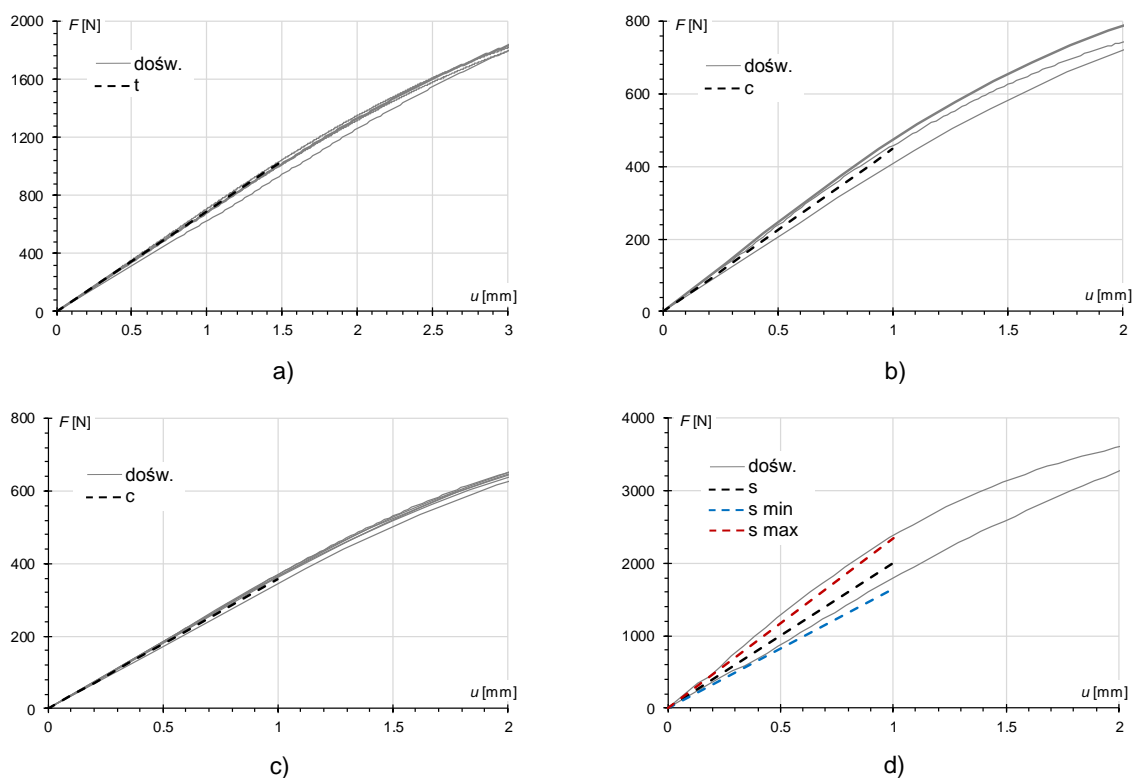 F [N]
2000
1600
1200
800
400
0
dośw.
t
u [mm]
0 0.5 1 1.5 2 2.5 3
a)
F [N]
800
600
400
200
0
dośw.
c
u [mm]
0 0.5 1 1.5 2
b)
F [N]
800
600
400
200
0
dośw.
c
u [mm]
0 0.5 1 1.5 2
c)
F [N]
4000
3000
2000
1000
0
dośw.
s
s min
s max
u [mm]
0 0.5 1 1.5 2
d)